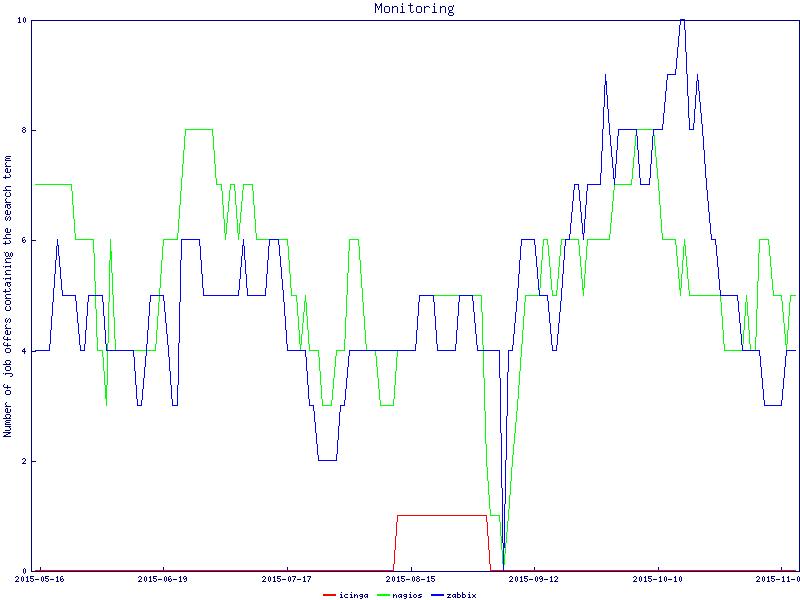 Monitoring
Number of job offers containing the search term
10
8
6
4
2
0
2015-05-16 2015-06-19 2015-07-17 2015-08-15 2015-09-12 2015-10-10 2015-11-0
icinga nagios zabbix